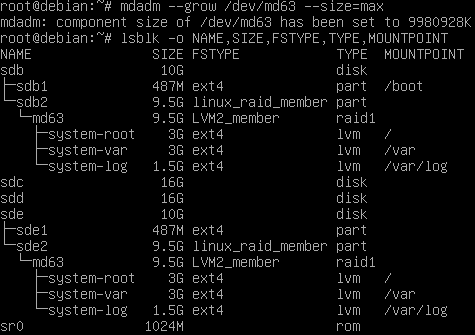 root@debian:~# mdadm --grow /dev/md63 --size=max
mdadm: component size of /dev/md63 has been set to 9980928K
root@debian:~# lsblk -o NAME,SIZE,FSTYPE,TYPE,MOUNTPOINT
NAME SIZE FSTYPE TYPE MOUNTPOINT
sdb 10G disk
├─sdb1 487M ext4 part /boot
└─sdb2 9.5G linux_raid_member part
  └─md63 9.5G LVM2_member raid1
    ├─system-root 3G ext4 lvm /
    ├─system-var 3G ext4 lvm /var
    └─system-log 1.5G ext4 lvm /var/log
sdc 16G disk
sdd 16G disk
sde 10G disk
├─sde1 487M ext4 part
└─sde2 9.5G linux_raid_member part
  └─md63 9.5G LVM2_member raid1
    ├─system-root 3G ext4 lvm /
    ├─system-var 3G ext4 lvm /var
    └─system-log 1.5G ext4 lvm /var/log
sr0 1024M rom